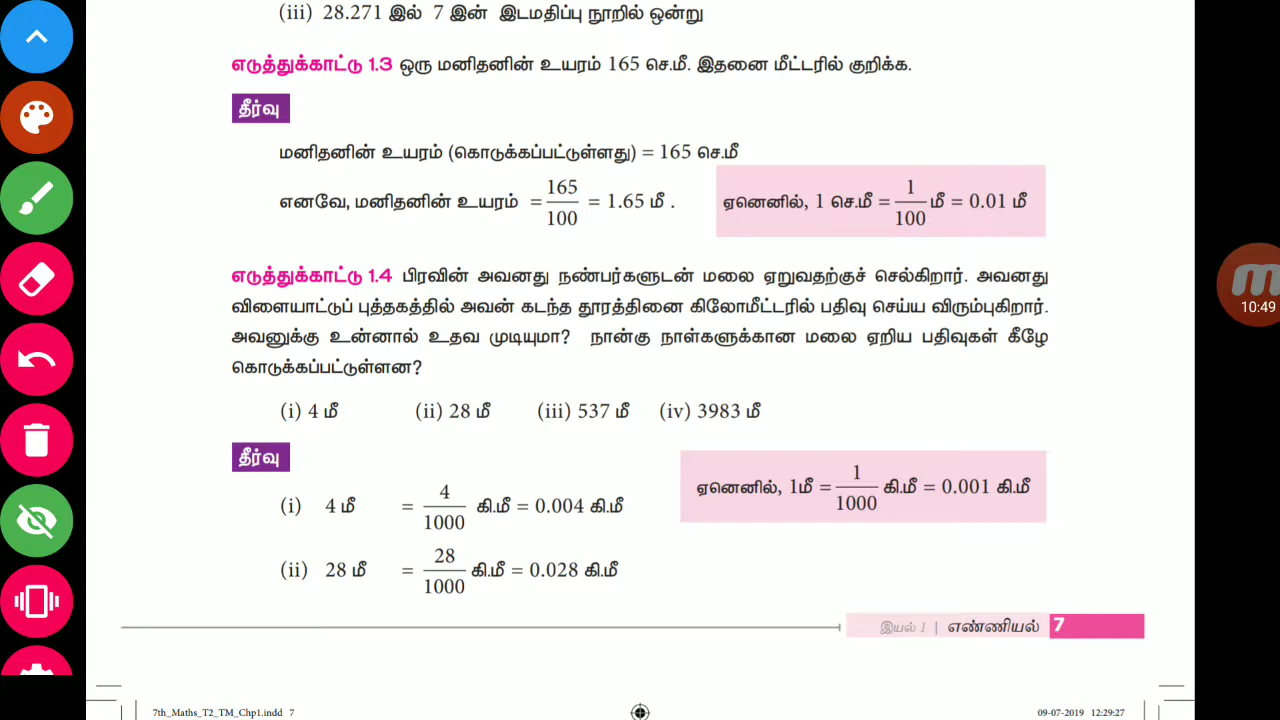 (iii) 28.271 இல் 7 இன் இடமதிப்பு நூறில் ஒன்று
எடுத்துக்காட்டு 1.3 ஒரு மனிதனின் உயரம் 165 செ.மீ. இதனை மீட்டரில் குறிக்க.
தீர்வு
மனிதனின் உயரம் (கொடுக்கப்பட்டுள்ளது) = 165 செ.மீ
எனவே, மனிதனின் உயரம் = 165/100 = 1.65 மீ .
ஏனெனில், 1 செ.மீ = 1/100 மீ = 0.01 மீ
எடுத்துக்காட்டு 1.4 பிரவின் அவனது நண்பர்களுடன் மலை ஏறுவதற்குச் செல்கிறார். அவனது
விளையாட்டுப் புத்தகத்தில் அவன் கடந்த தூரத்தினை கிலோமீட்டரில் பதிவு செய்ய விரும்புகிறார்.
அவனுக்கு உன்னால் உதவ முடியுமா? நான்கு நாள்களுக்கான மலை ஏறிய பதிவுகள் கீழே
கொடுக்கப்பட்டுள்ளன?
(i) 4 மீ (ii) 28 மீ (iii) 537 மீ (iv) 3983 மீ
தீர்வு
ஏனெனில், 1மீ = 1/1000 கி.மீ = 0.001 கி.மீ
(i) 4 மீ = 4/1000 கி.மீ = 0.004 கி.மீ
(ii) 28 மீ = 28/1000 கி.மீ = 0.028 கி.மீ
இயல் 1 | எண்ணியல் 7
7th_Maths_T2_TM_Chp1.indd 7
09-07-2019 12:29:27
10:49